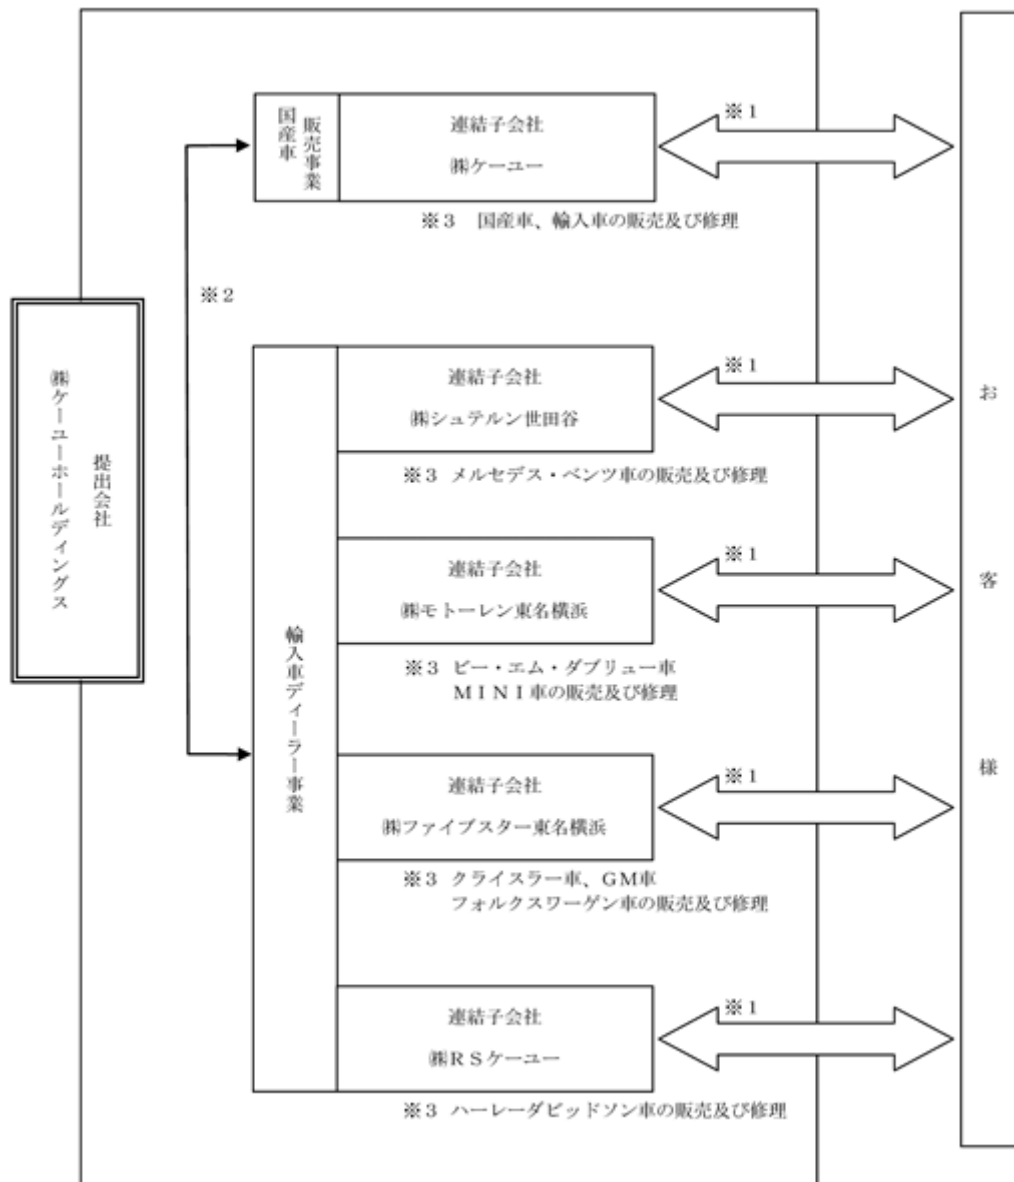 国産車
販売事業
連結子会社
㈱ケーユー
※1
※3 国産車、輸入車の販売及び修理
※2
提出会社
㈱ケーユーホールディングス
輸入車ディーラー事業
連結子会社
㈱シュテルン世田谷
※1
※3 メルセデス・ベンツ車の販売及び修理
連結子会社
㈱モトーレン東名横浜
※1
※3 ビー・エム・ダブリュー車
MINI車の販売及び修理
連結子会社
㈱ファイブスター東名横浜
※1
※3 クライスラー車、GM車
フォルクスワーゲン車の販売及び修理
連結子会社
㈱RSケーユー
※1
※3 ハーレーダビッドソン車の販売及び修理
お客様